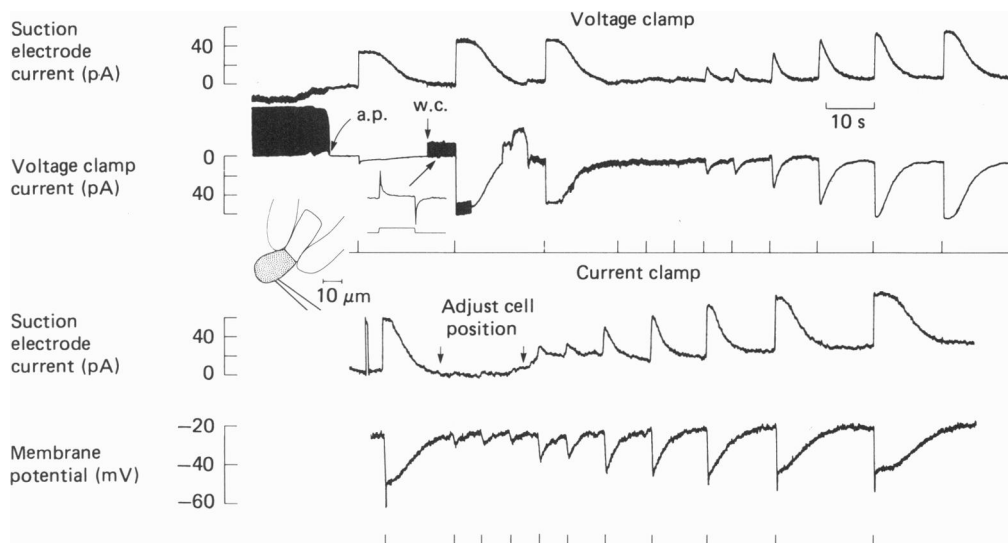 Voltage clamp
Suction
electrode
current (pA)
40
0
a.p.
w.c.
10 s
Voltage clamp
current (pA)
0
40
10 μm
Current clamp
Adjust cell
position
Suction
electrode
current (pA)
40
0
Membrane
potential (mV)
−20
−40
−60